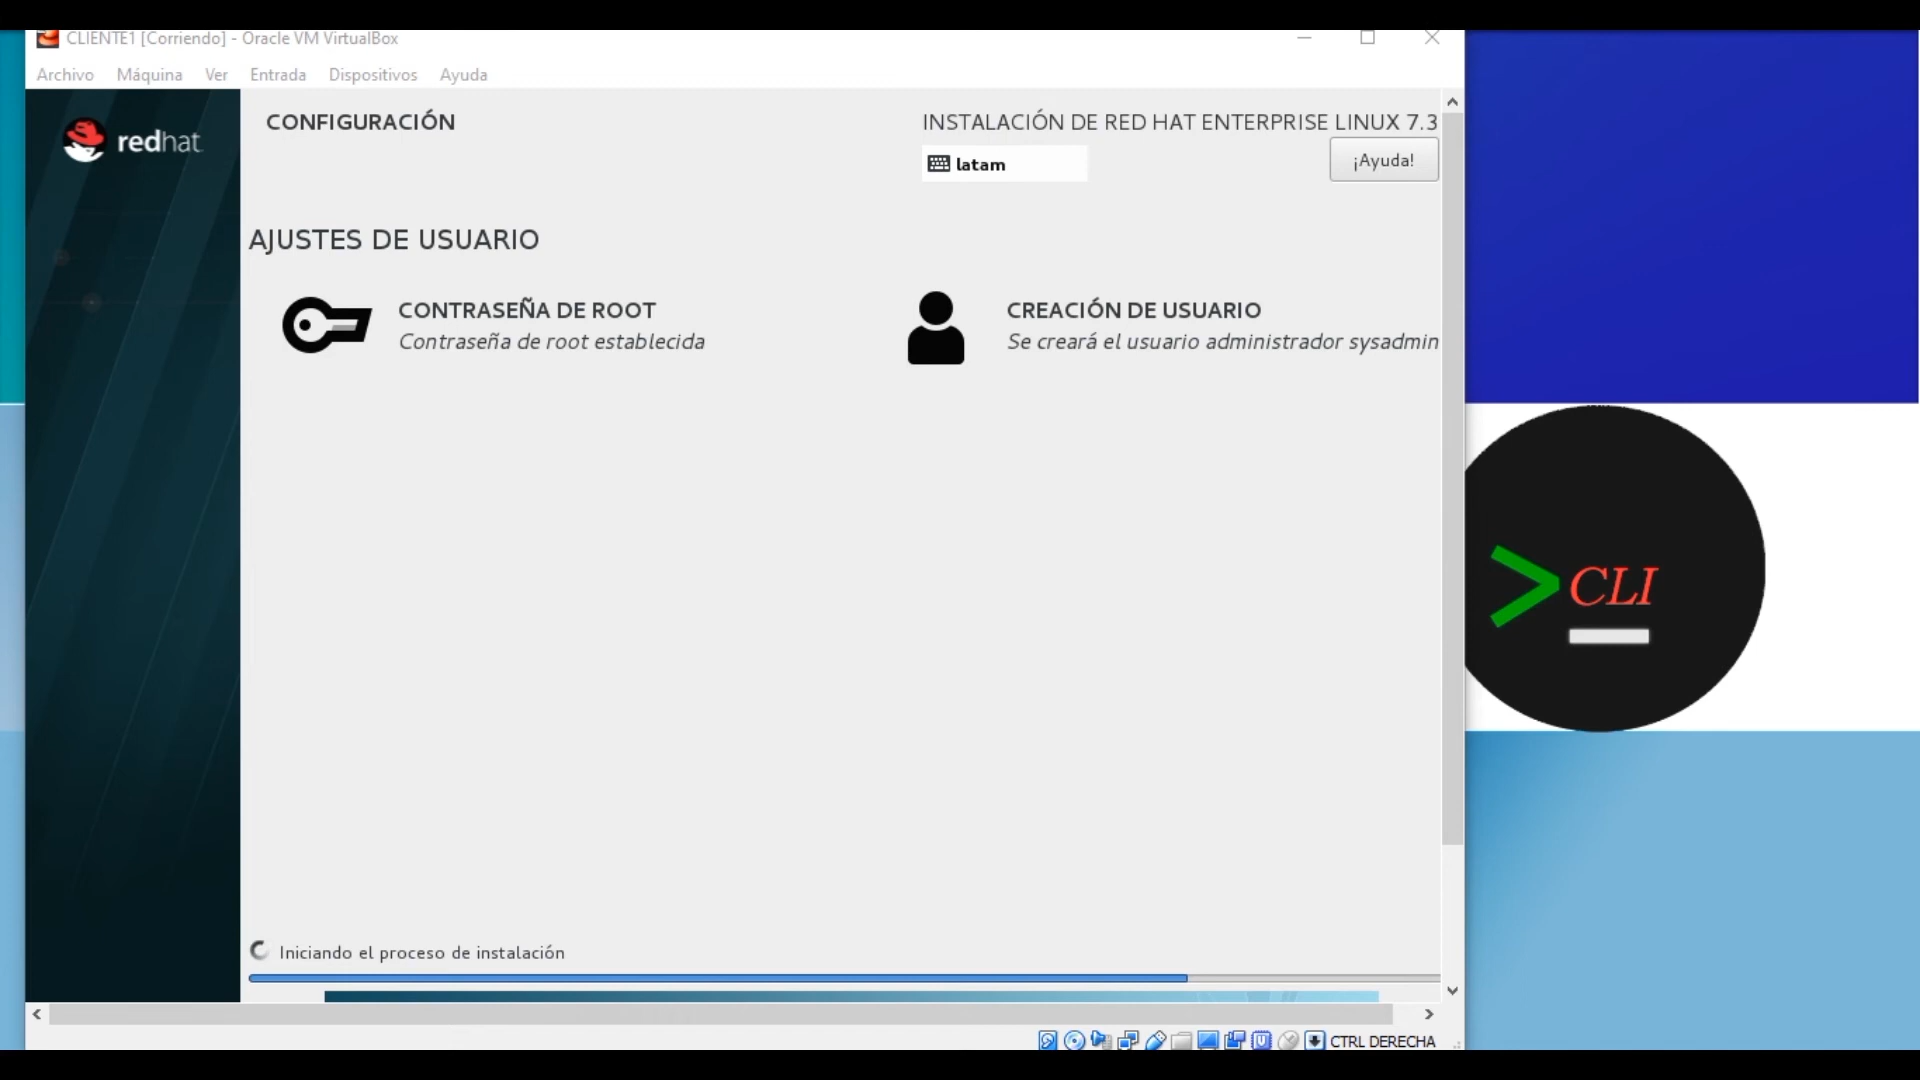 CLIENTE1 [Corriendo] - Oracle VM VirtualBox
Archivo Máquina Ver Entrada Dispositivos Ayuda
redhat.
CONFIGURACIÓN
INSTALACIÓN DE RED HAT ENTERPRISE LINUX 7.3
latam
¡Ayuda!
AJUSTES DE USUARIO
CONTRASEÑA DE ROOT
Contraseña de root establecida
CREACIÓN DE USUARIO
Se creará el usuario administrador sysadmin
>CLI_
Iniciando el proceso de instalación
CTRL DERECHA